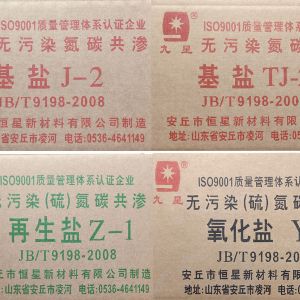 ISO9001质量管理体系认证企业
无污染氮碳共渗
基盐 J-2
JB/T9198-2008
安丘市恒星新材料有限公司制造
地址:山东省安丘市凌河 电话:0536-4641149
ISO9001质量管理体系认证企业
九星
无污染氮碳共渗
基盐 TJ-
JB/T9198-2008
安丘市恒星新材料有限公司
地址:山东省安丘市凌河 电话:0536-
ISO9001质量管理体系认证企业
无污染(硫)氮碳共渗
再生盐 Z-1
JB/T9198-2008
安丘市恒星新材料有限公司
山东省安丘市凌河 电话:0536-4641149
ISO9001质量管理体系认证
九星
无污染(硫)氮碳
氧化盐 Y
JB/T9198-2008
安丘市恒星新材料有限公司
地址:山东省安丘市凌河 电话:0